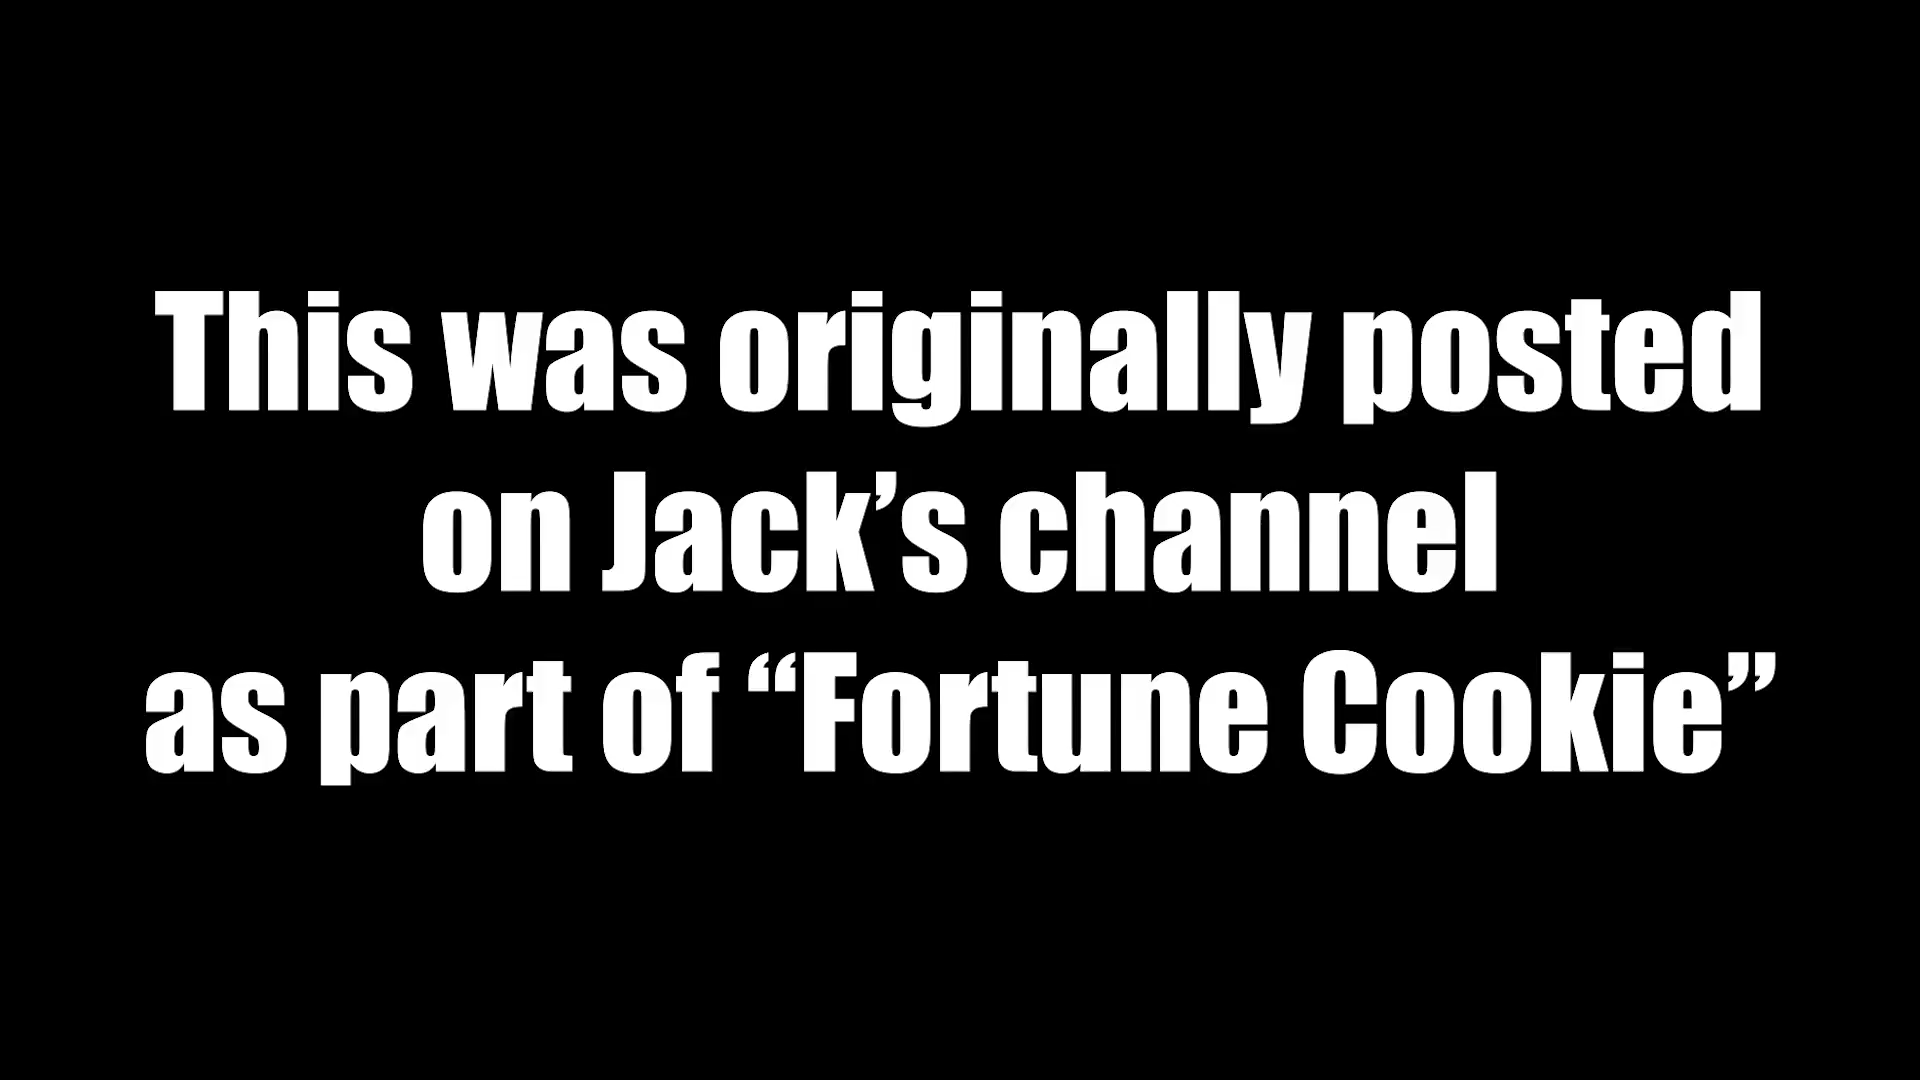 This was originally posted
on Jack’s channel
as part of “Fortune Cookie”